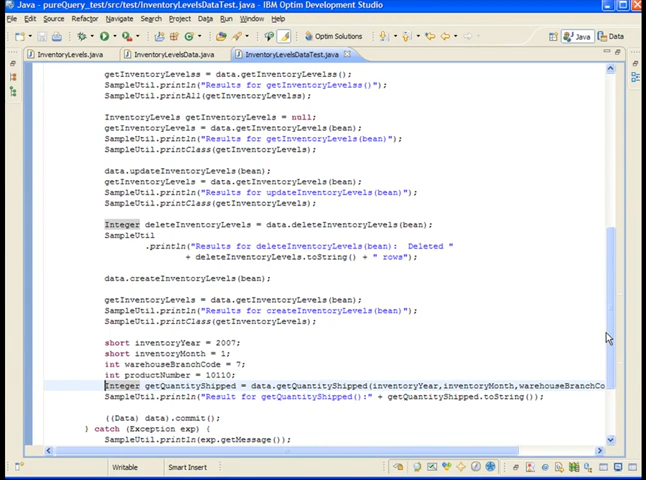 Java - pureQuery_test/src/test/InventoryLevelsDataTest.java - IBM Optim Development Studio
File Edit Source Refactor Navigate Search Project Data Run Window Help
Optim Solutions Java Data
InventoryLevels.java InventoryLevelsData.java InventoryLevelsDataTest.java
getInventoryLevelss = data.getInventoryLevelss();
SampleUtil.println("Results for getInventoryLevelss()");
SampleUtil.printAll(getInventoryLevelss);
InventoryLevels getInventoryLevels = null;
getInventoryLevels = data.getInventoryLevels(bean);
SampleUtil.println("Results for getInventoryLevels(bean)");
SampleUtil.printClass(getInventoryLevels);
data.updateInventoryLevels(bean);
getInventoryLevels = data.getInventoryLevels(bean);
SampleUtil.println("Results for updateInventoryLevels(bean)");
SampleUtil.printClass(getInventoryLevels);
Integer deleteInventoryLevels = data.deleteInventoryLevels(bean);
SampleUtil
.println("Results for deleteInventoryLevels(bean):  Deleted "
+ deleteInventoryLevels.toString() + " rows");
data.createInventoryLevels(bean);
getInventoryLevels = data.getInventoryLevels(bean);
SampleUtil.println("Results for createInventoryLevels(bean)");
SampleUtil.printClass(getInventoryLevels);
short inventoryYear = 2007;
short inventoryMonth = 1;
int warehouseBranchCode = 7;
int productNumber = 10110;
Integer getQuantityShipped = data.getQuantityShipped(inventoryYear,inventoryMonth,warehouseBranchCo
SampleUtil.println("Result for getQuantityShipped():" + getQuantityShipped.toString());
((Data) data).commit();
} catch (Exception exp) {
SampleUtil.println(exp.getMessage());
Writable Smart Insert